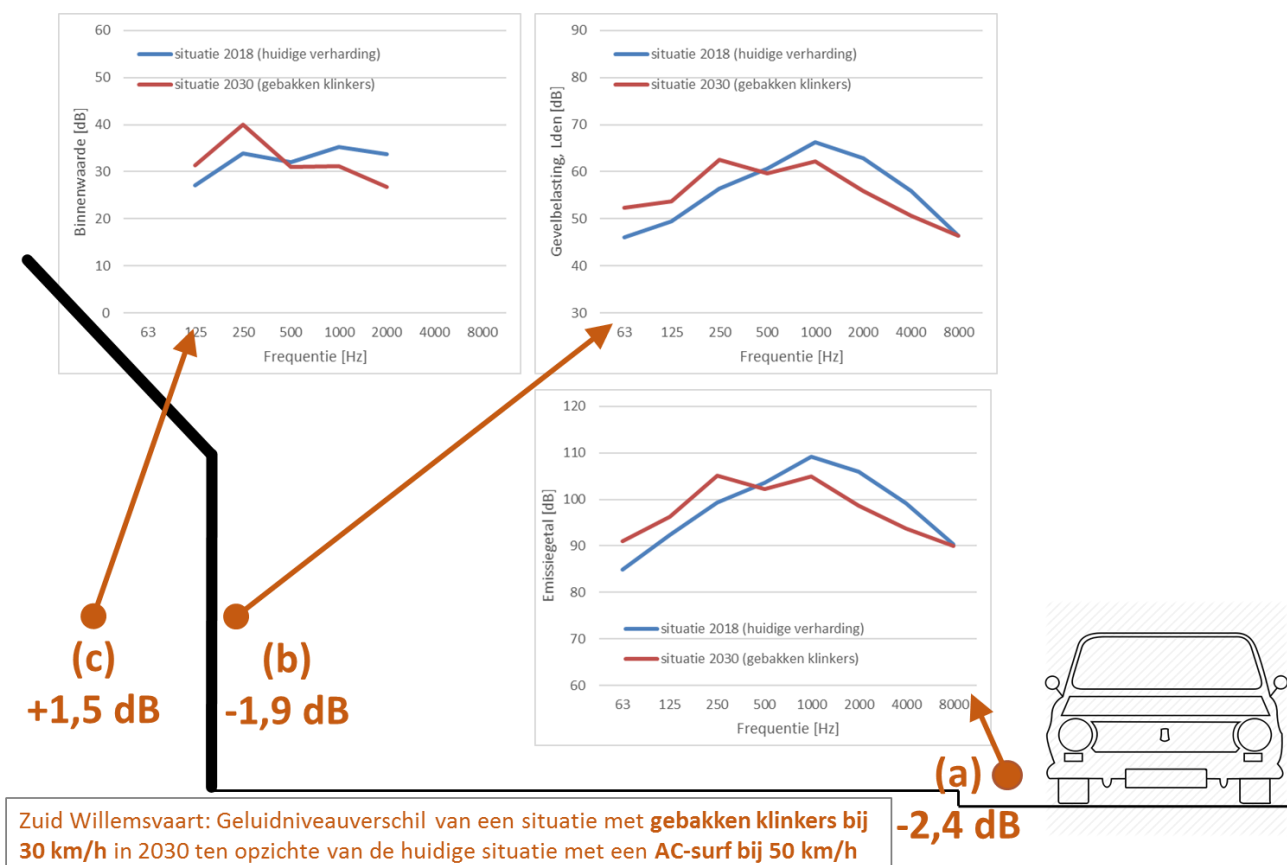 60
50
40
30
20
10
0
Binnenwaarde [dB]
situatie 2018 (huidige verharding)
situatie 2030 (gebakken klinkers)
63 125 250 500 1000 2000 4000 8000
Frequentie [Hz]
90
80
70
60
50
40
30
Gevelbelasting, Lden [dB]
situatie 2018 (huidige verharding)
situatie 2030 (gebakken klinkers)
63 125 250 500 1000 2000 4000 8000
Frequentie [Hz]
120
110
100
90
80
70
60
Emissiegetal [dB]
situatie 2018 (huidige verharding)
situatie 2030 (gebakken klinkers)
63 125 250 500 1000 2000 4000 8000
Frequentie [Hz]
(c)
+1,5 dB
(b)
-1,9 dB
(a)
-2,4 dB
Zuid Willemsvaart: Geluidniveauverschil van een situatie met gebakken klinkers bij
30 km/h in 2030 ten opzichte van de huidige situatie met een AC-surf bij 50 km/h